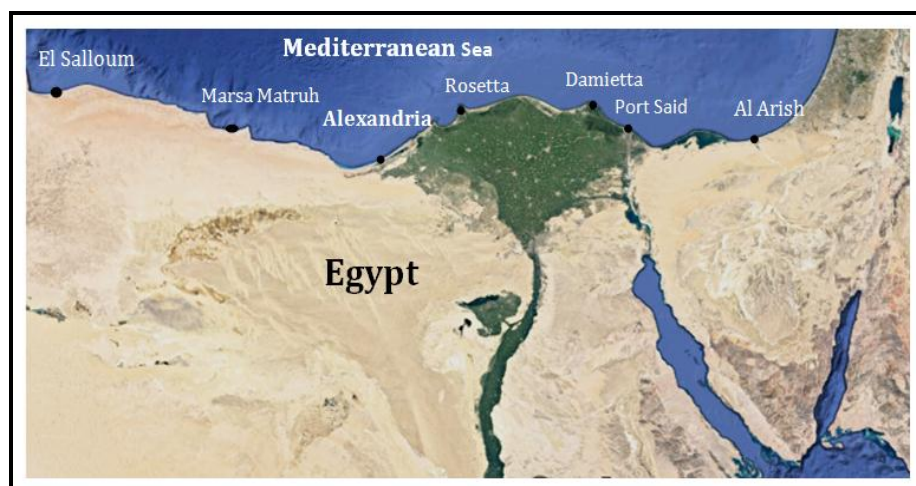 Mediterranean Sea
El Salloum
Marsa Matruh
Alexandria
Rosetta
Damietta
Port Said
Al Arish
Egypt